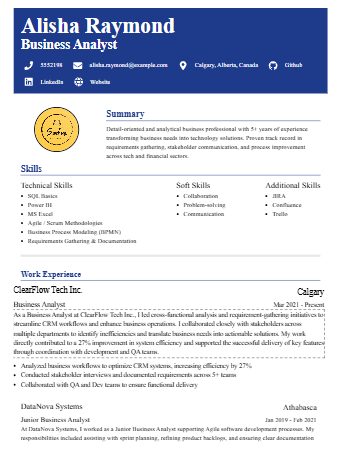 Alisha Raymond
Business Analyst
5552198 alisha.raymond@example.com Calgary, Alberta, Canada Github
LinkedIn Website
Summary
Detail-oriented and analytical business professional with 5+ years of experience
transforming business needs into technology solutions. Proven track record in
requirements gathering, stakeholder communication, and process improvement
across tech and financial sectors.
Skills
Technical Skills
• SQL Basics
• Power BI
• MS Excel
• Agile / Scrum Methodologies
• Business Process Modeling (BPMN)
• Requirements Gathering & Documentation
Soft Skills
• Collaboration
• Problem-solving
• Communication
Additional Skills
• JIRA
• Confluence
• Trello
Work Experience
ClearFlow Tech Inc. Calgary
Business Analyst Mar 2021 - Present
As a Business Analyst at ClearFlow Tech Inc., I led cross-functional analysis and requirement-gathering initiatives to
streamline CRM workflows and enhance business operations. I collaborated closely with stakeholders across
multiple departments to identify inefficiencies and translate business needs into actionable solutions. My work
directly contributed to a 27% improvement in system efficiency and supported the successful delivery of key features
through coordination with development and QA teams.
• Analyzed business workflows to optimize CRM systems, increasing efficiency by 27%
• Conducted stakeholder interviews and documented requirements across 5+ teams
• Collaborated with QA and Dev teams to ensure functional delivery
DataNova Systems Athabasca
Junior Business Analyst Jan 2019 - Feb 2021
At DataNova Systems, I worked as a Junior Business Analyst supporting Agile software development processes. My
responsibilities included assisting with sprint planning, refining product backlogs, and ensuring clear documentation